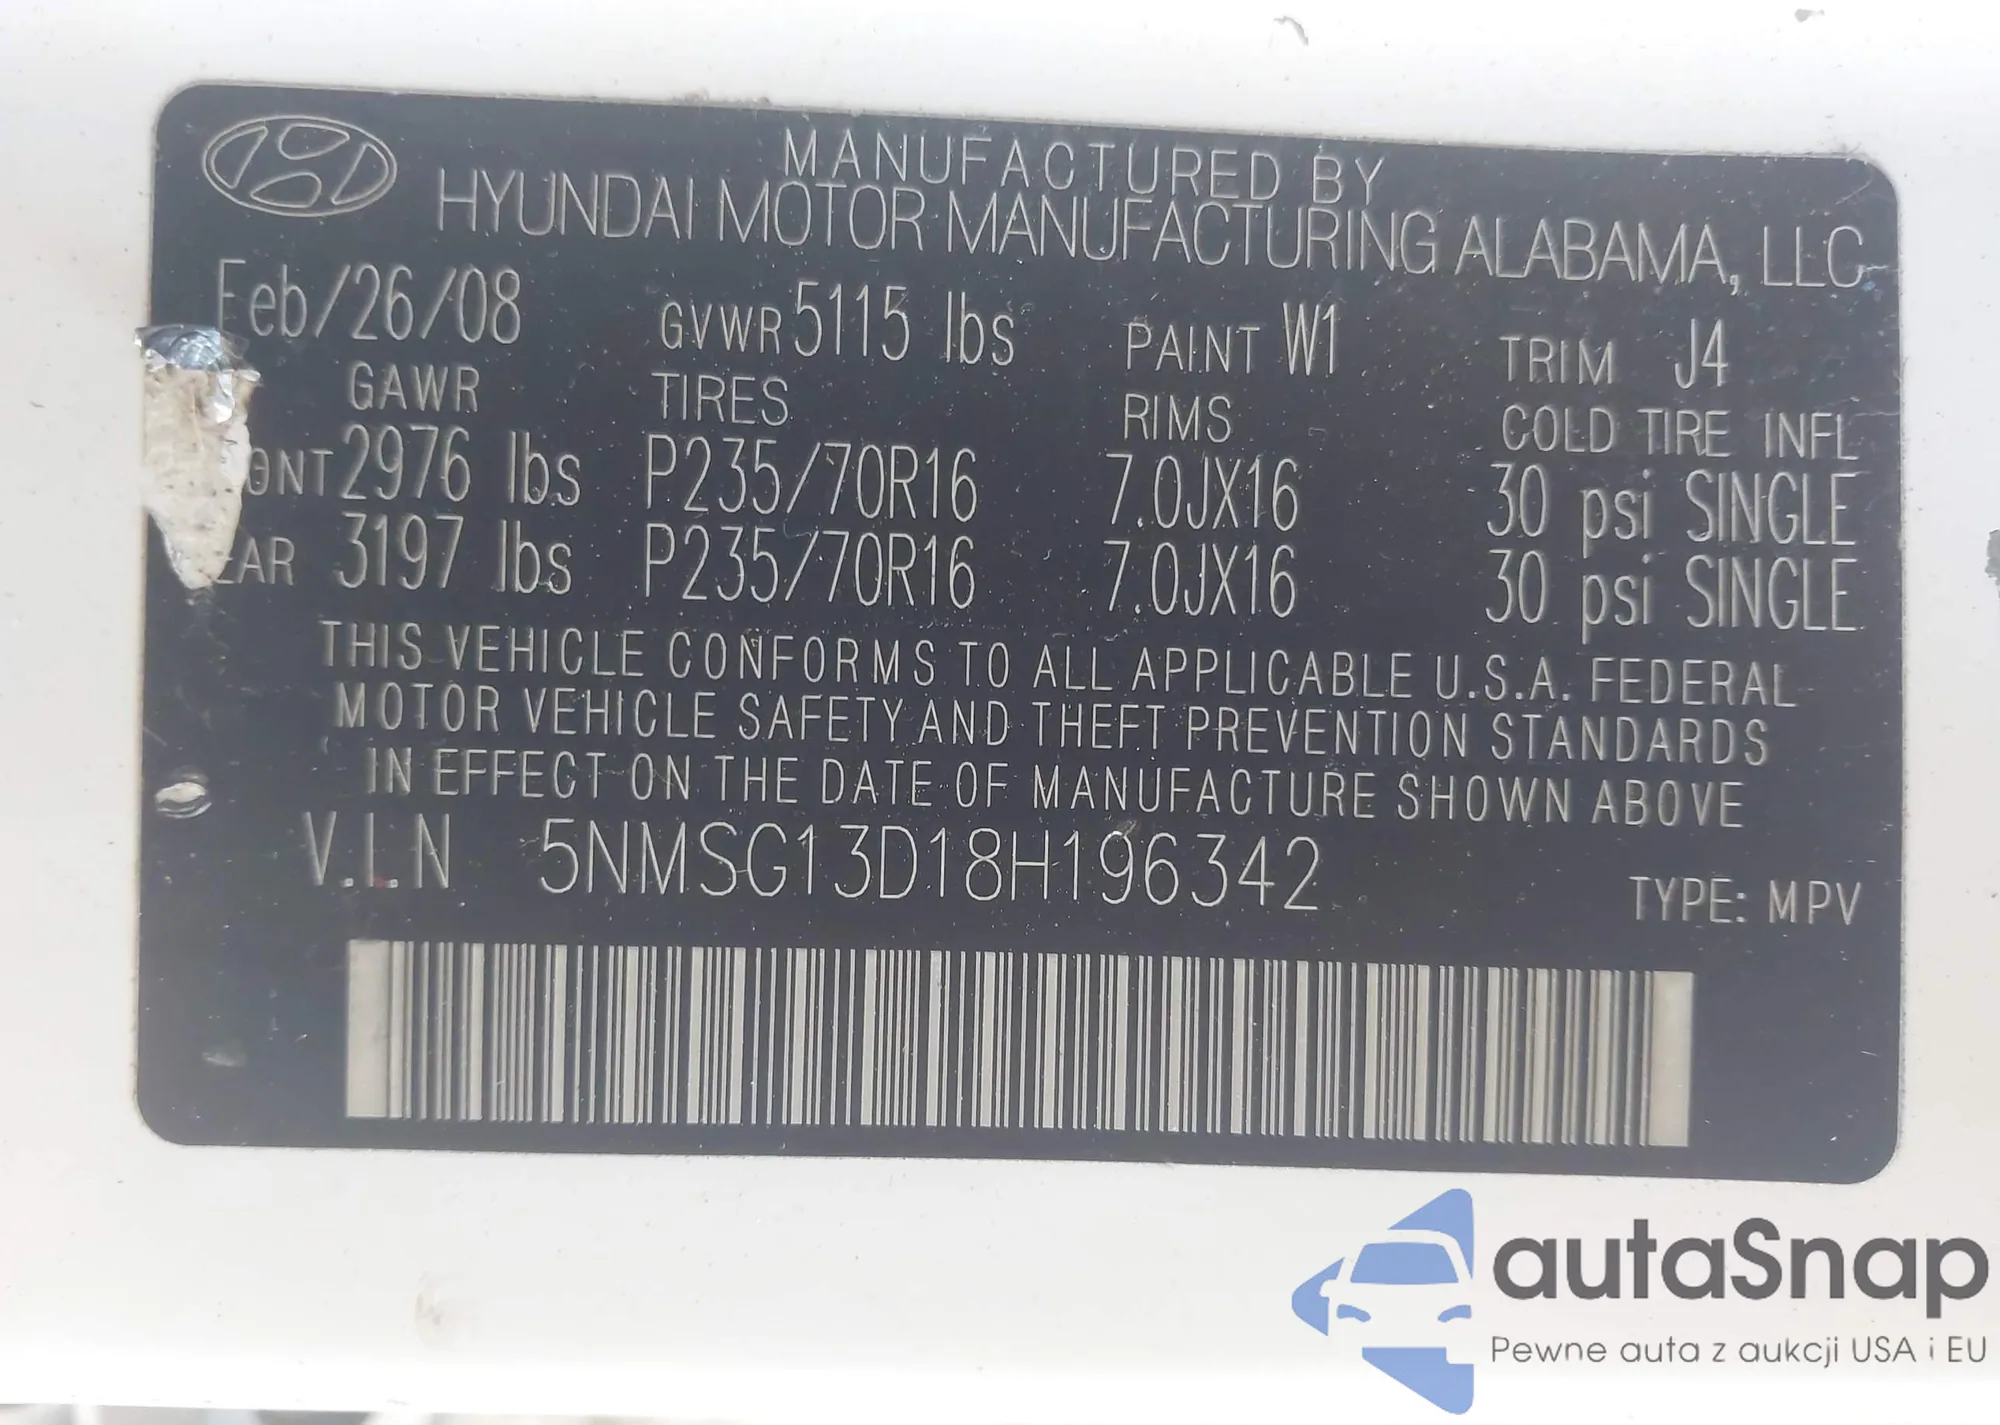 MANUFACTURED BY
HYUNDAI MOTOR MANUFACTURING ALABAMA, LLC
Feb/26/08 GVWR 5115 lbs PAINT W1 TRIM J4
GAWR TIRES RIMS COLD TIRE INFL
2976 lbs P235/70R16 7.0JX16 30 psi SINGLE
3197 lbs P235/70R16 7.0JX16 30 psi SINGLE
THIS VEHICLE CONFORMS TO ALL APPLICABLE U.S.A. FEDERAL
MOTOR VEHICLE SAFETY AND THEFT PREVENTION STANDARDS
IN EFFECT ON THE DATE OF MANUFACTURE SHOWN ABOVE
V.I.N 5NMSG13D18H196342
TYPE: MPV
autaSnap
Pewne auta z aukcji USA i EU